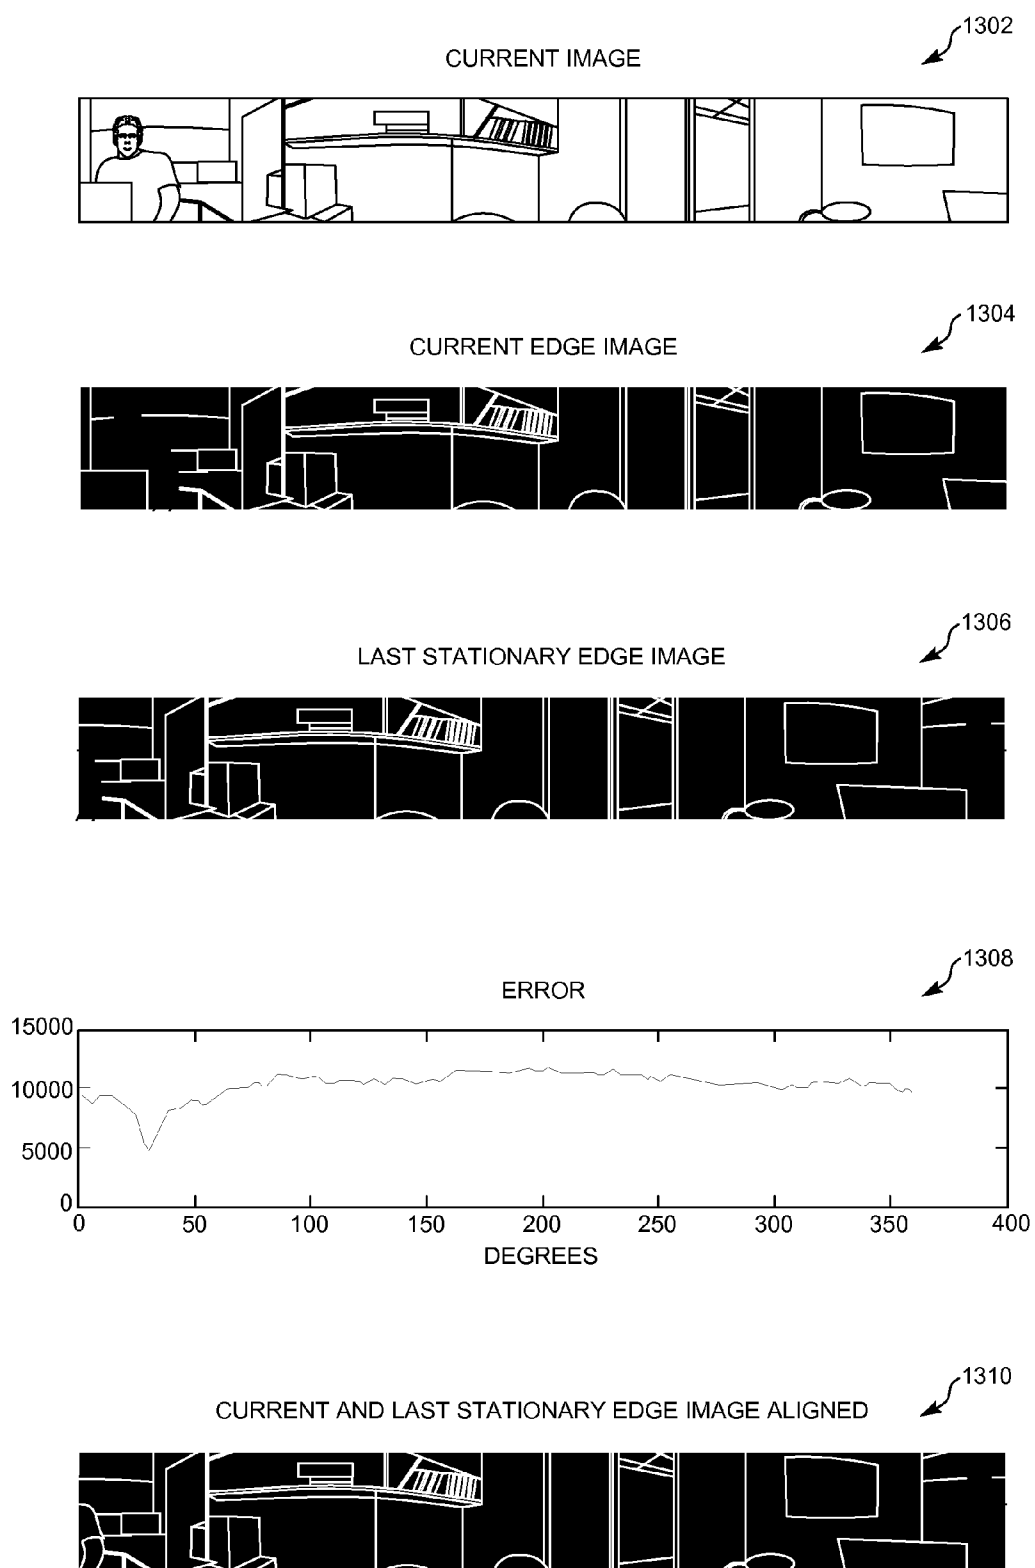 1302
CURRENT IMAGE
1304
CURRENT EDGE IMAGE
1306
LAST STATIONARY EDGE IMAGE
1308
ERROR
15000
10000
5000
0
0 50 100 150 200 250 300 350 400
DEGREES
1310
CURRENT AND LAST STATIONARY EDGE IMAGE ALIGNED